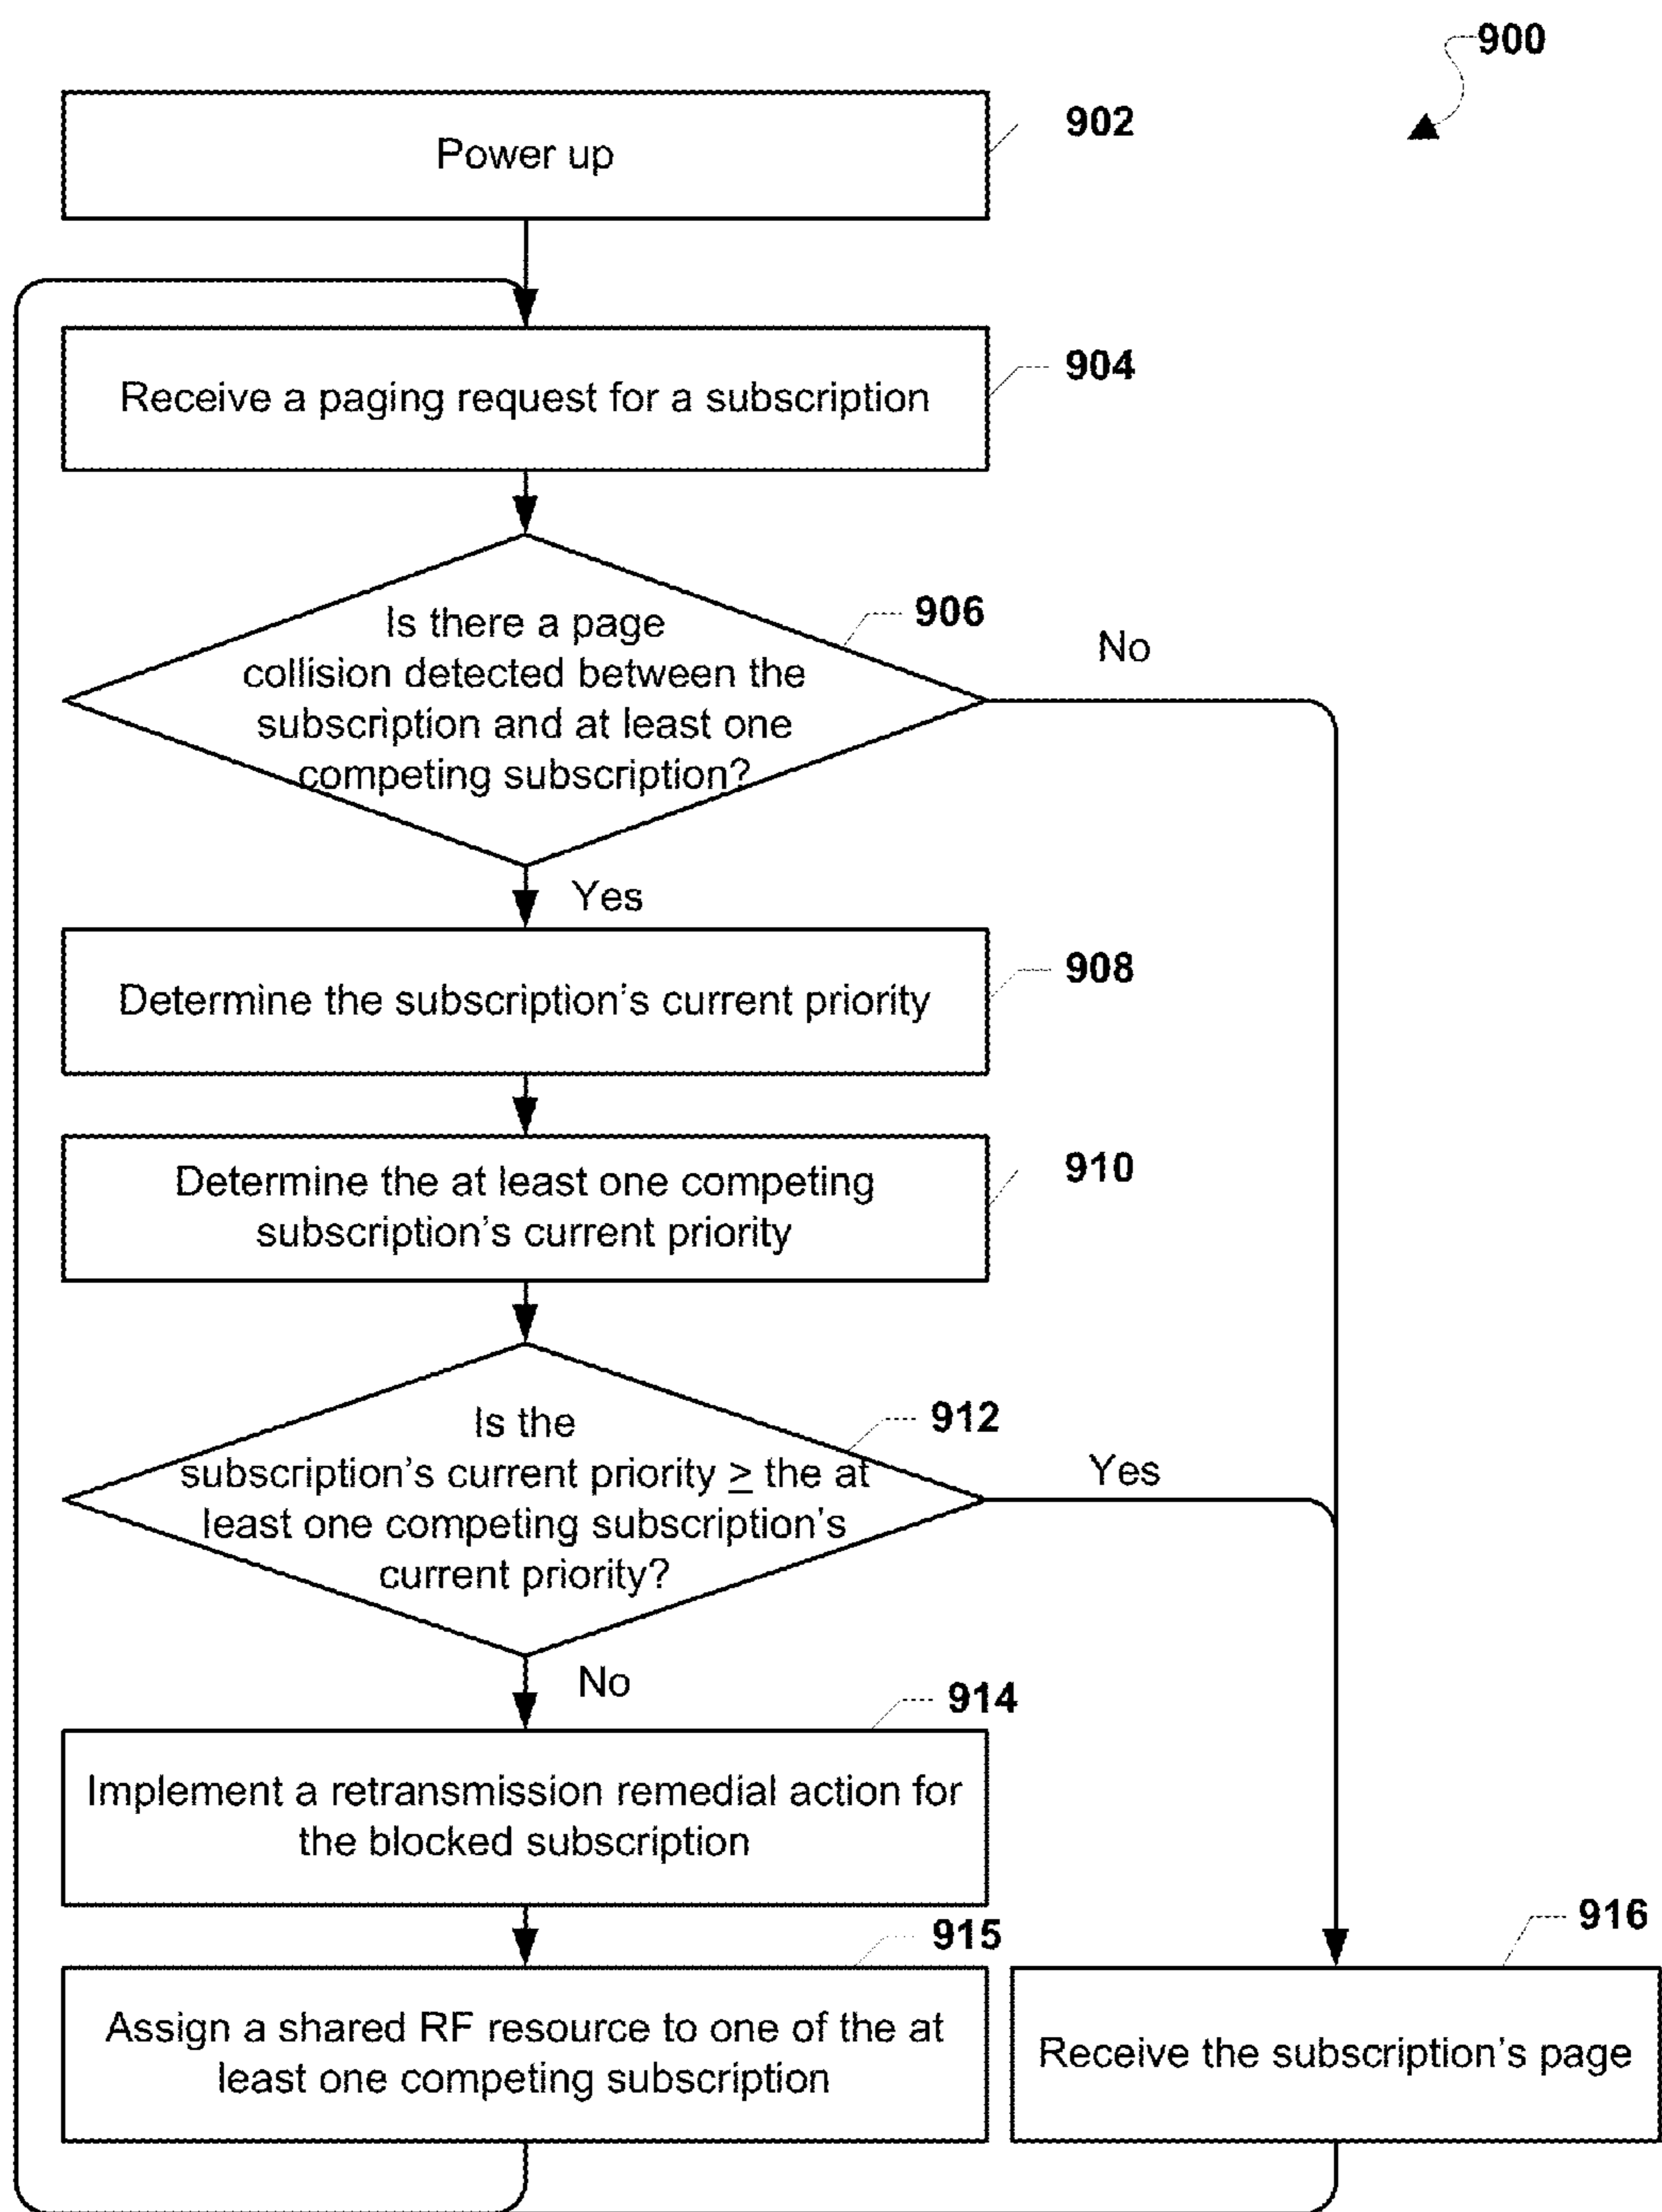 900
Power up
902
Receive a paging request for a subscription
904
Is there a page
collision detected between the
subscription and at least one
competing subscription?
906
No
Yes
Determine the subscription’s current priority
908
Determine the at least one competing
subscription’s current priority
910
Is the
subscription’s current priority ≥ the at
least one competing subscription’s
current priority?
912
Yes
No
914
Implement a retransmission remedial action for
the blocked subscription
915
Assign a shared RF resource to one of the at
least one competing subscription
916
Receive the subscription’s page